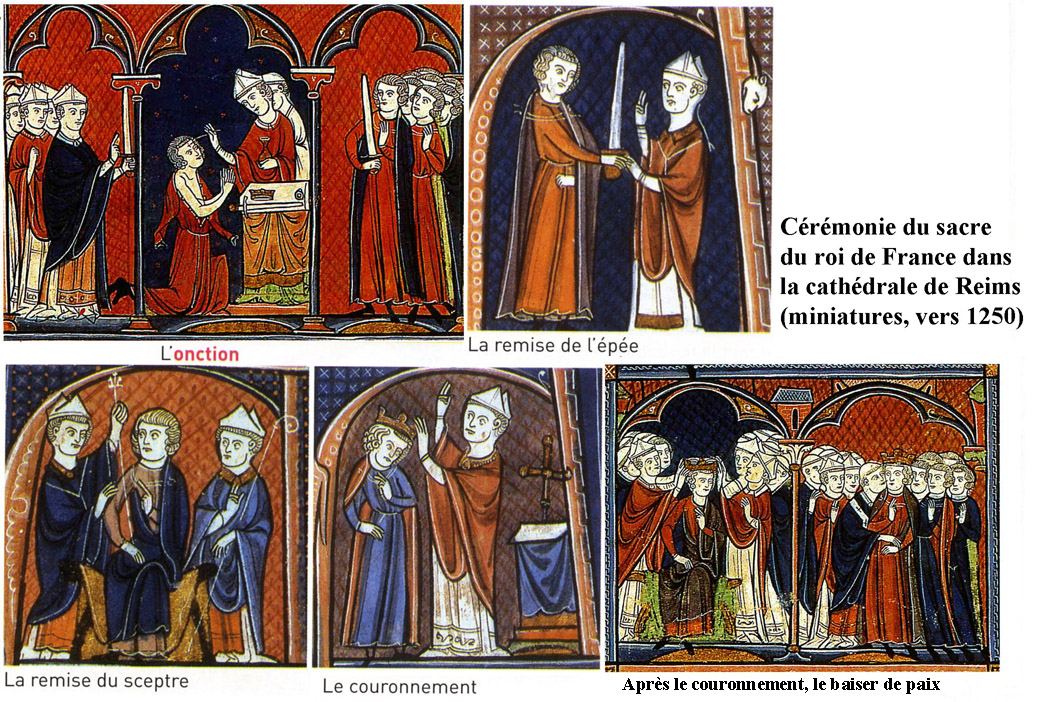 Cérémonie du sacre
du roi de France dans
la cathédrale de Reims
(miniatures, vers 1250)
L'onction
La remise de l'épée
La remise du sceptre
Le couronnement
Après le couronnement, le baiser de paix